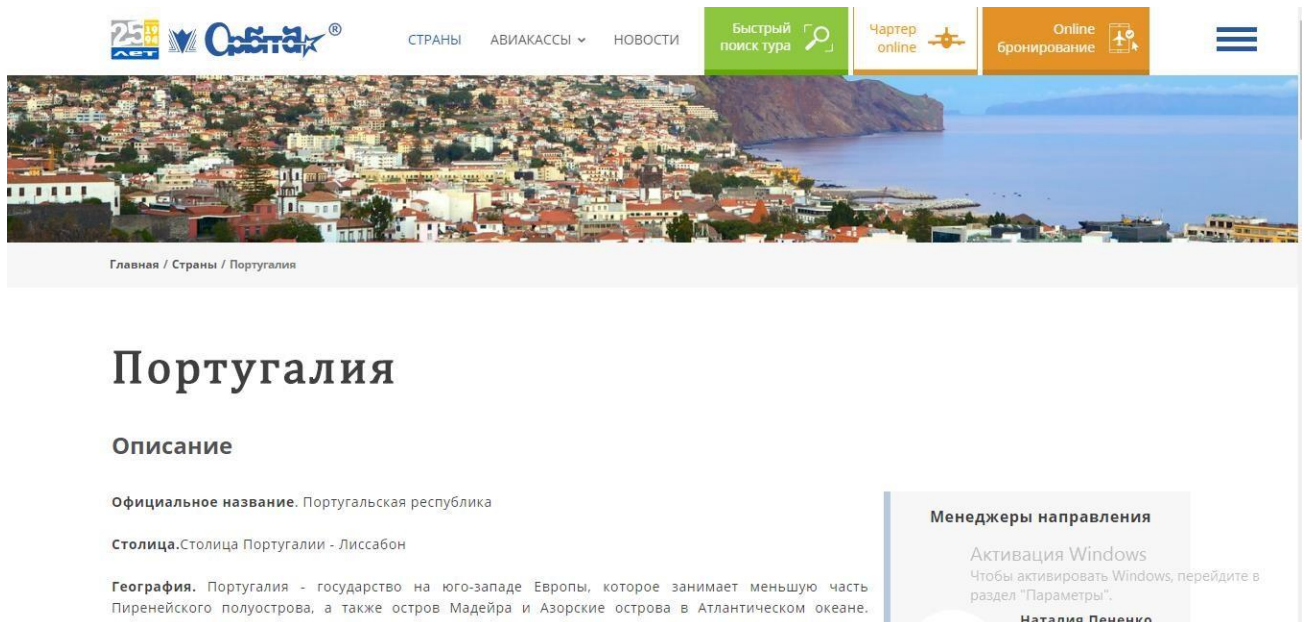 25 1994
ЛЕТ
Орбита®
СТРАНЫ
АВИАКАССЫ
НОВОСТИ
Быстрый
поиск тура
Чартер
online
Online
бронирование
Главная / Страны / Португалия
Португалия
Описание
Официальное название. Португальская республика
Столица.Столица Португалии - Лиссабон
География. Португалия - государство на юго-западе Европы, которое занимает меньшую часть
Пиренейского полуострова, а также остров Мадейра и Азорские острова в Атлантическом океане.
Менеджеры направления
Активация Windows
Чтобы активировать Windows, перейдите в
раздел "Параметры".
Наталия Пененко